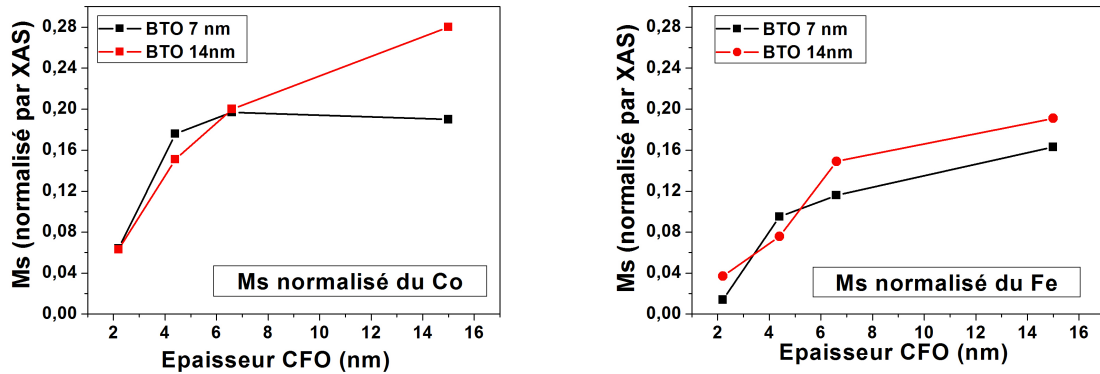 BTO 7 nm
BTO 14nm
Ms (normalisé par XAS)
0,28
0,24
0,20
0,16
0,12
0,08
0,04
0,00
2 4 6 8 10 12 14 16
Epaisseur CFO (nm)
Ms normalisé du Co
BTO 7 nm
BTO 14nm
Ms (normalisé par XAS)
0,28
0,24
0,20
0,16
0,12
0,08
0,04
0,00
2 4 6 8 10 12 14 16
Epaisseur CFO (nm)
Ms normalisé du Fe